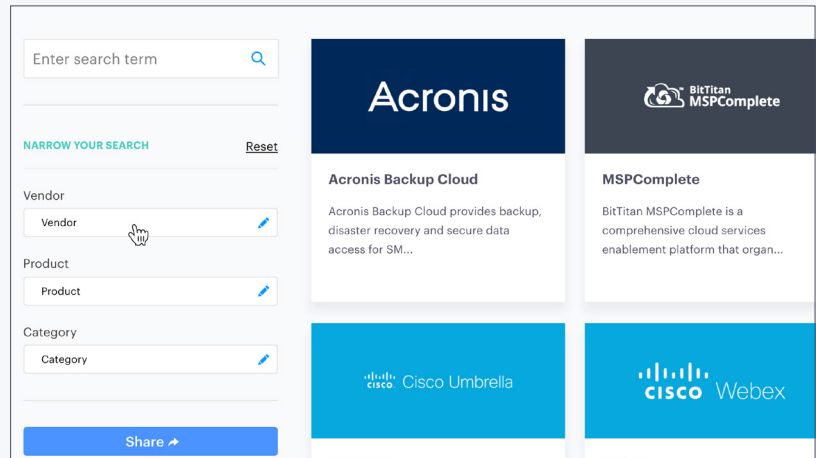 Enter search term
NARROW YOUR SEARCH
Reset
Vendor
Vendor
Product
Product
Category
Category
Share
Acronis
Acronis Backup Cloud
Acronis Backup Cloud provides backup,
disaster recovery and secure data
access for SM...
BitTitan
MSPComplete
MSPComplete
BitTitan MSPComplete is a
comprehensive cloud services
enablement platform that organ...
cisco. Cisco Umbrella
cisco Webex